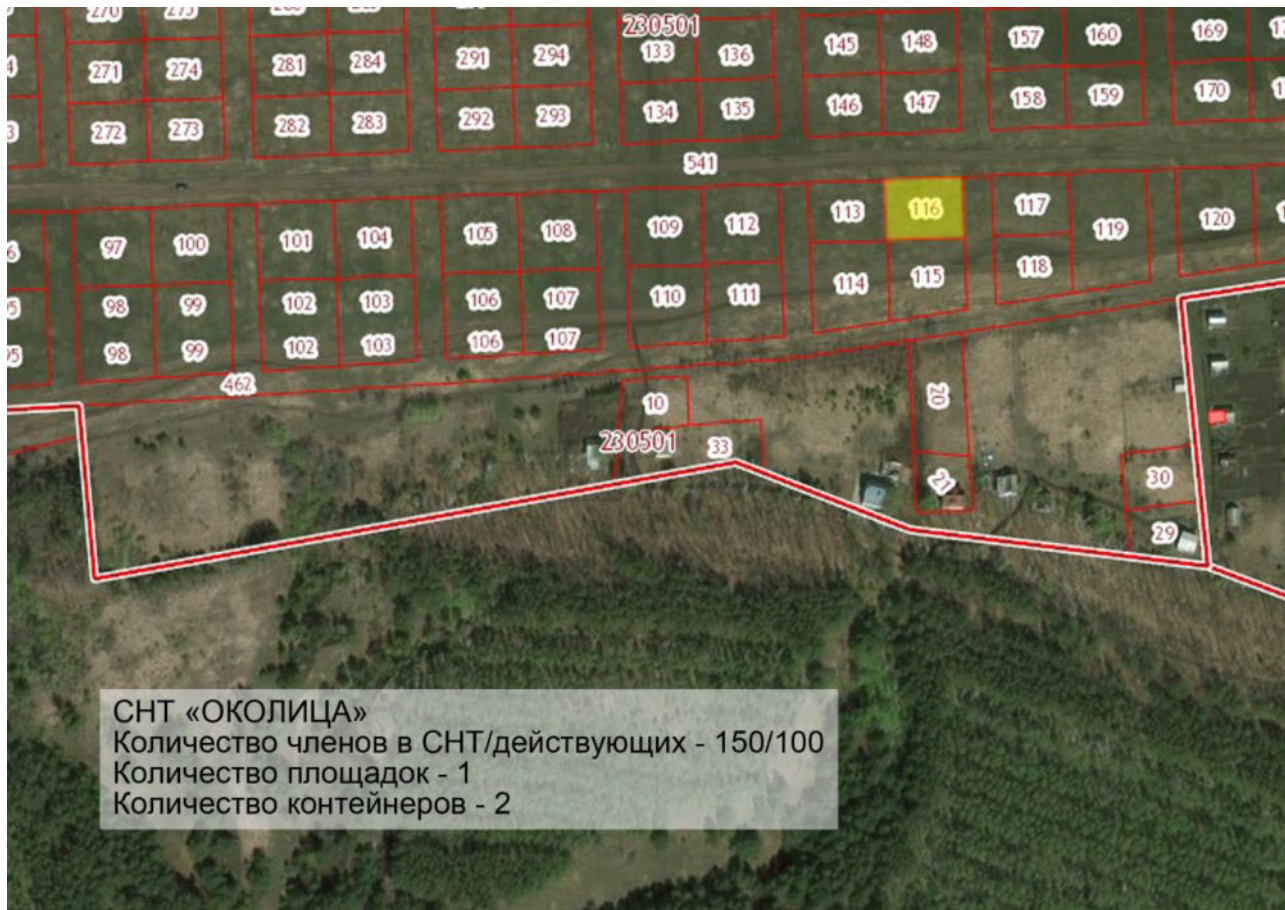 230501
271 274 281 284 291 294 133 136 145 148 157 160 169
272 273 282 283 292 293 134 135 146 147 158 159 170
541
97 100 101 104 105 108 109 112 113 116 117 119 120
98 99 102 103 106 107 110 111 114 115 118
98 99 102 103 106 107
462
10 20
230501 33 21 30
29
СНТ «ОКОЛИЦА»
Количество членов в СНТ/действующих - 150/100
Количество площадок - 1
Количество контейнеров - 2